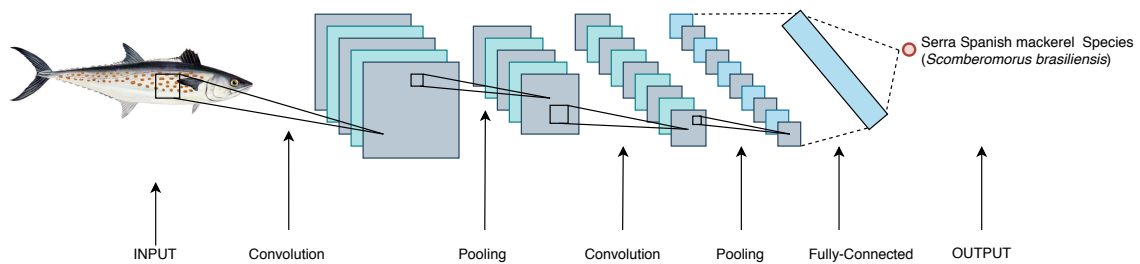 Serra Spanish mackerel Species
(Scomberomorus brasiliensis)
INPUT
Convolution
Pooling
Convolution
Pooling
Fully-Connected
OUTPUT